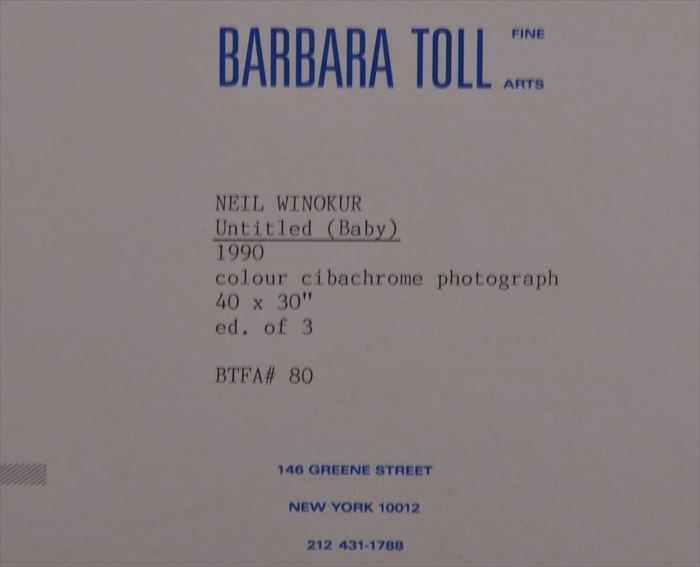 BARBARA TOLL FINE ARTS
NEIL WINOKUR
Untitled (Baby)
1990
colour cibachrome photograph
40 x 30"
ed. of 3
BTFA# 80
146 GREENE STREET
NEW YORK 10012
212 431-1788